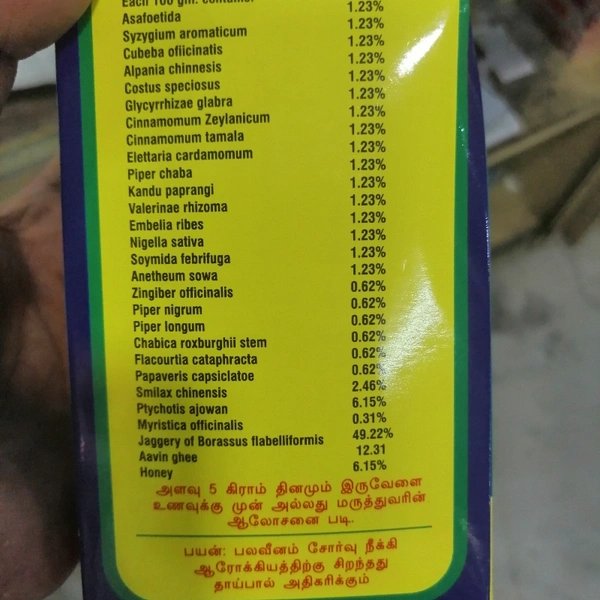 Asafoetida 1.23%
Syzygium aromaticum 1.23%
Cubeba ofiicinatis 1.23%
Alpania chinnesis 1.23%
Costus speciosus 1.23%
Glycyrrhizae glabra 1.23%
Cinnamomum Zeylanicum 1.23%
Cinnamomum tamala 1.23%
Elettaria cardamomum 1.23%
Piper chaba 1.23%
Kandu paprangi 1.23%
Valerinae rhizoma 1.23%
Embelia ribes 1.23%
Nigella sativa 1.23%
Soymida febrifuga 1.23%
Anetheum sowa 1.23%
Zingiber officinalis 0.62%
Piper nigrum 0.62%
Piper longum 0.62%
Chabica roxburghii stem 0.62%
Flacourtia cataphracta 0.62%
Papaveris capsiclatoe 0.62%
Smilax chinensis 2.46%
Ptychotis ajowan 6.15%
Myristica officinalis 0.31%
Jaggery of Borassus flabelliformis 49.22%
Aavin ghee 12.31
Honey 6.15%
அளவு 5 கிராம் தினமும் இருவேளை
உணவுக்கு முன் அல்லது மருத்துவரின்
ஆலோசனை படி.
பயன்: பலவீனம் சோர்வு நீக்கி
ஆரோக்கியத்திற்கு சிறந்தது
தாய்பால் அதிகரிக்கும்